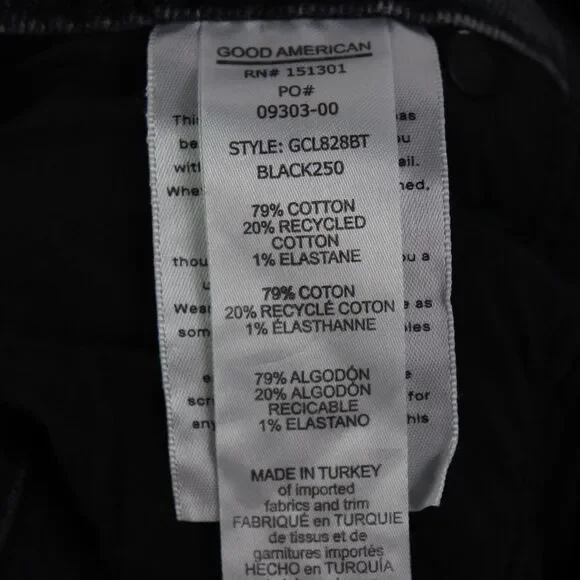 GOOD AMERICAN
RN# 151301
PO#
09303-00
STYLE: GCL828BT
BLACK250
79% COTTON
20% RECYCLED
COTTON
1% ELASTANE
79% COTON
20% RECYCLÉ COTON
1% ÉLASTHANNE
79% ALGODÓN
20% ALGODÓN
RECICABLE
1% ELASTANO
MADE IN TURKEY
of imported
fabrics and trim
FABRIQUÉ en TURQUIE
de tissus et de
garnitures importés
HECHO en TURQUÍA